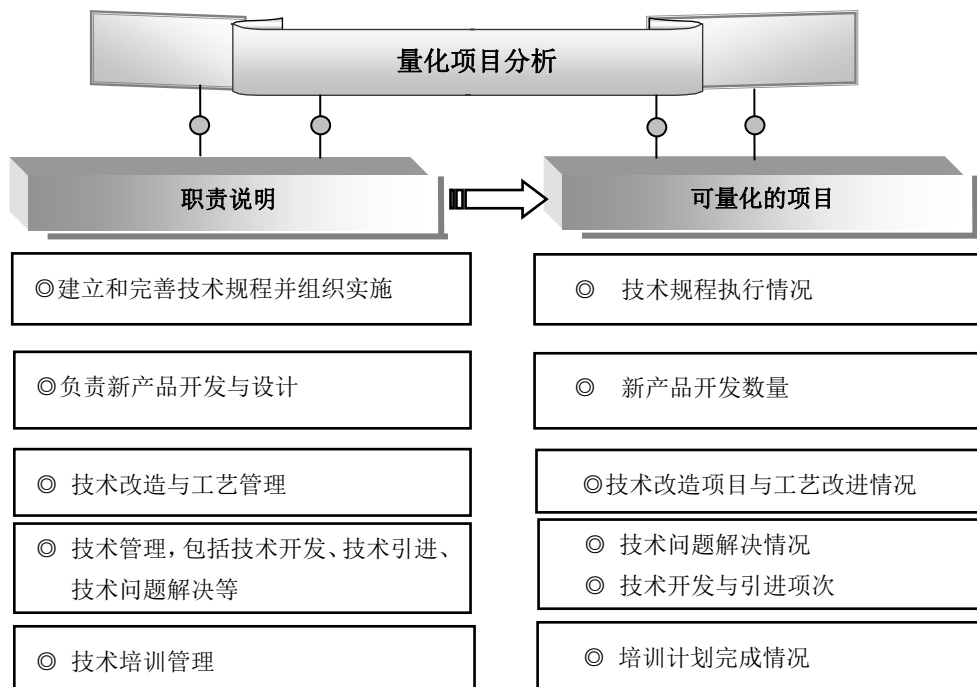 量化项目分析
职责说明
可量化的项目
◎建立和完善技术规程并组织实施
◎ 技术规程执行情况
◎负责新产品开发与设计
◎ 新产品开发数量
◎ 技术改造与工艺管理
◎技术改造项目与工艺改进情况
◎ 技术管理，包括技术开发、技术引进、
技术问题解决等
◎ 技术问题解决情况
◎ 技术开发与引进项次
◎ 技术培训管理
◎ 培训计划完成情况